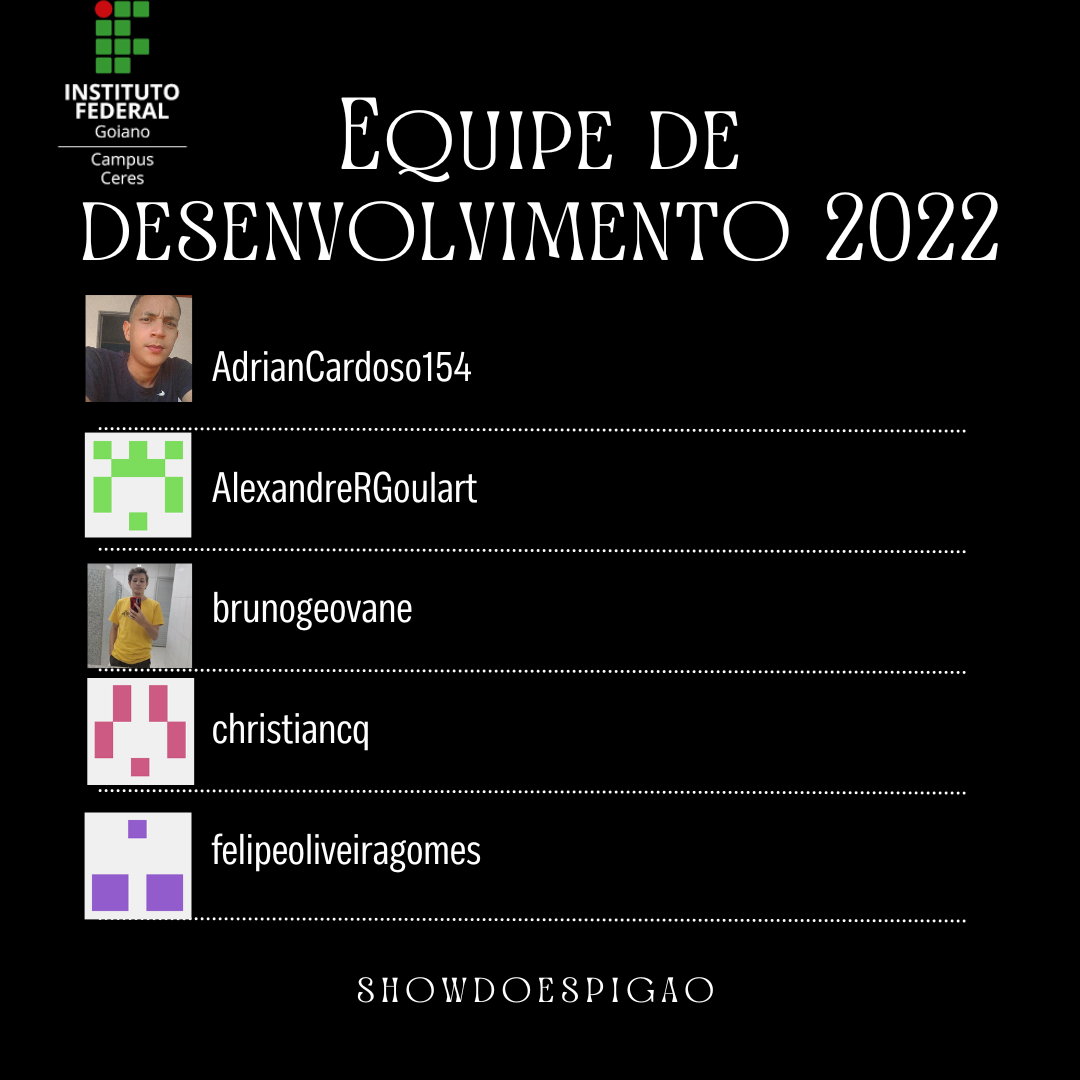 INSTITUTO
FEDERAL
Goiano
Campus
Ceres
Equipe de
desenvolvimento 2022
AdrianCardoso154
AlexandreRGoulart
brunogeovane
christiancq
felipeoliveiragomes
SHOWDOESPIGAO